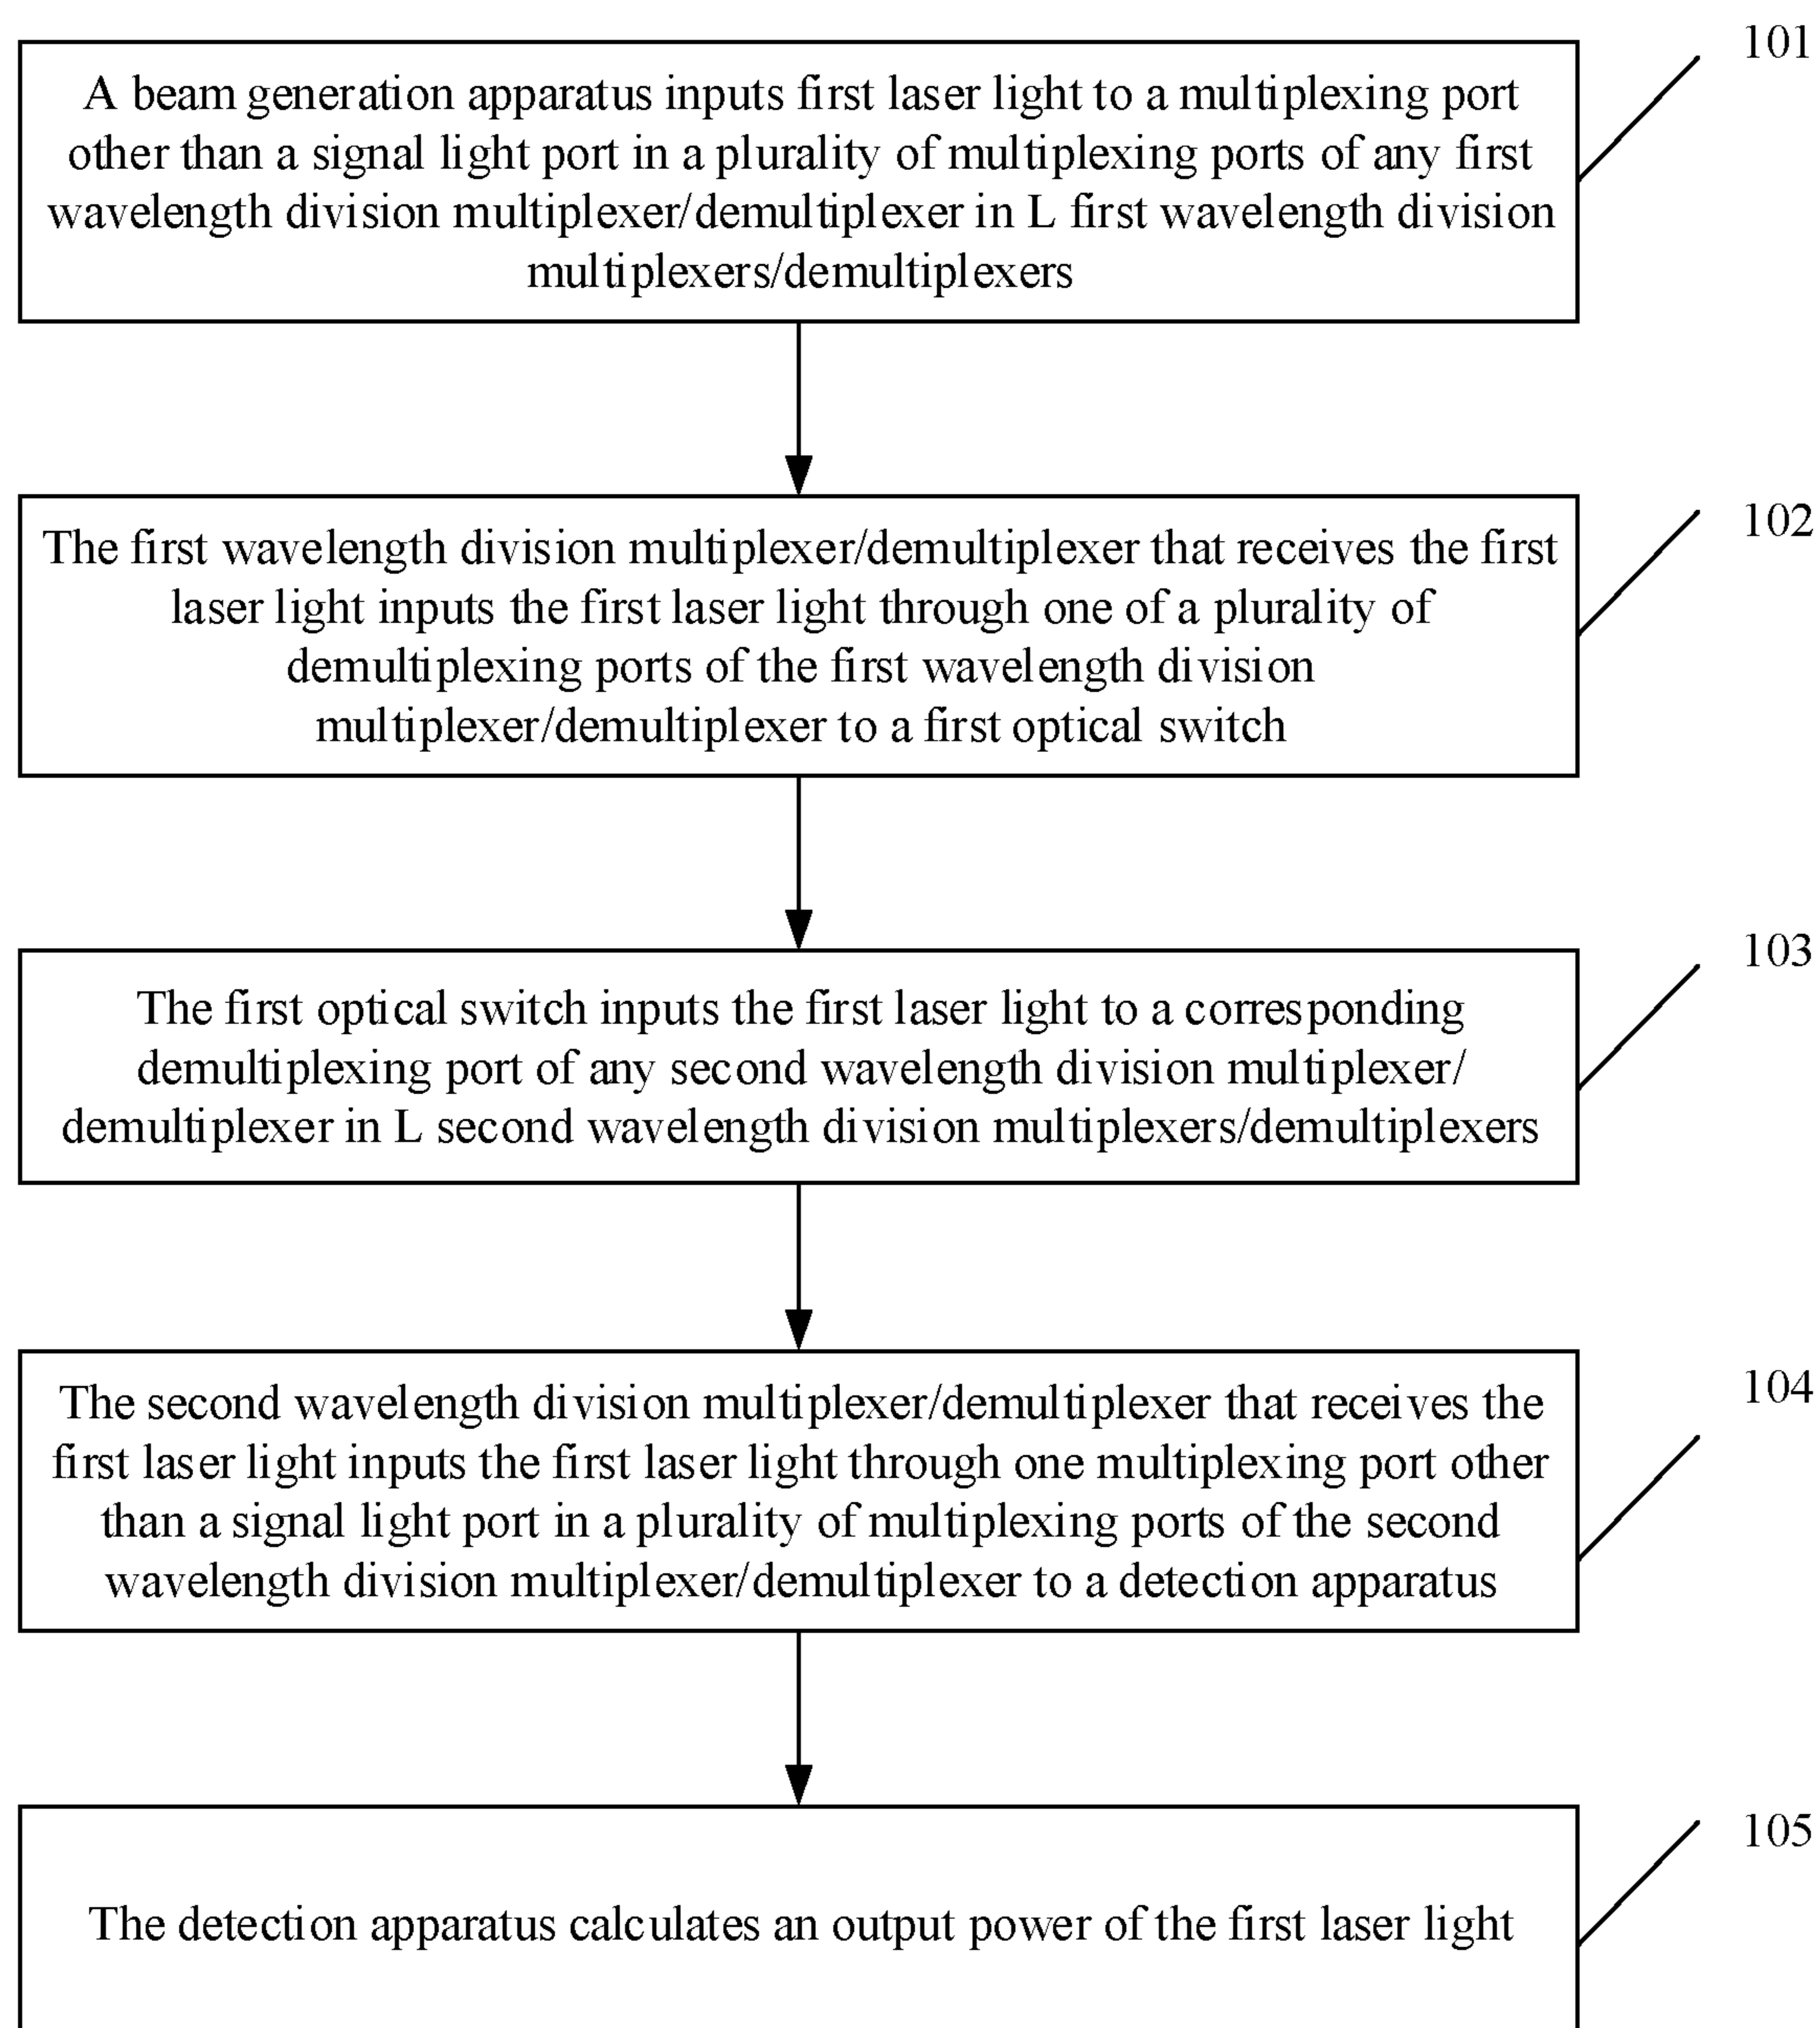 101
A beam generation apparatus inputs first laser light to a multiplexing port
other than a signal light port in a plurality of multiplexing ports of any first
wavelength division multiplexer/demultiplexer in L first wavelength division
multiplexers/demultiplexers
102
The first wavelength division multiplexer/demultiplexer that receives the first
laser light inputs the first laser light through one of a plurality of
demultiplexing ports of the first wavelength division
multiplexer/demultiplexer to a first optical switch
103
The first optical switch inputs the first laser light to a corresponding
demultiplexing port of any second wavelength division multiplexer/
demultiplexer in L second wavelength division multiplexers/demultiplexers
104
The second wavelength division multiplexer/demultiplexer that receives the
first laser light inputs the first laser light through one multiplexing port other
than a signal light port in a plurality of multiplexing ports of the second
wavelength division multiplexer/demultiplexer to a detection apparatus
105
The detection apparatus calculates an output power of the first laser light